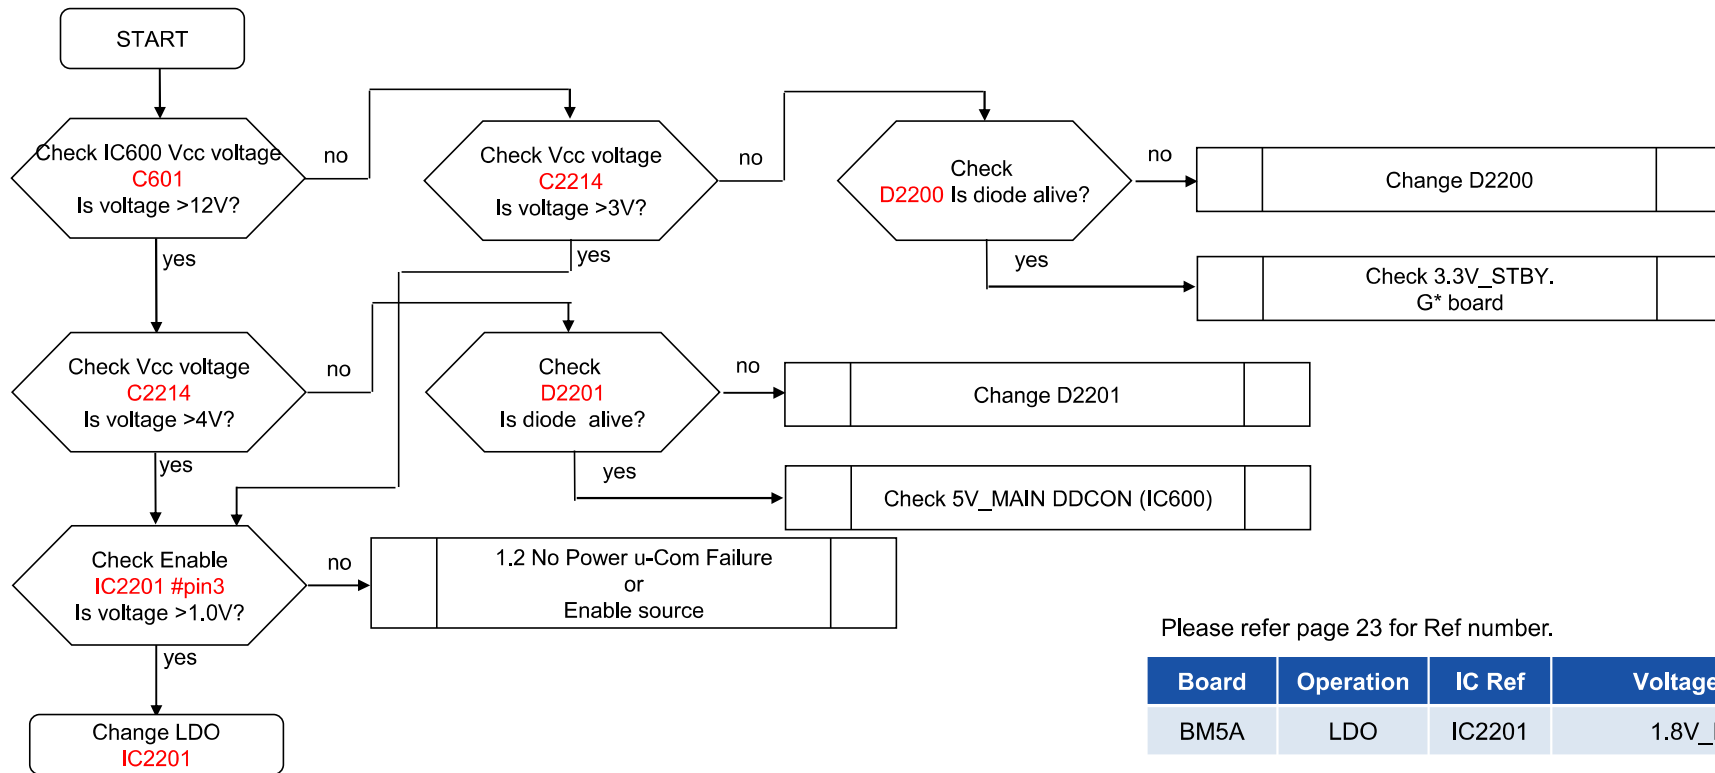 START
Check IC600 Vcc voltage
C601
Is voltage >12V?
no
yes
Check Vcc voltage
C2214
Is voltage >3V?
no
yes
Check
D2200 Is diode alive?
no
yes
Change D2200
Check 3.3V_STBY.
G* board
Check Vcc voltage
C2214
Is voltage >4V?
no
yes
Check
D2201
Is diode alive?
no
yes
Change D2201
Check 5V_MAIN DDCON (IC600)
Check Enable
IC2201 #pin3
Is voltage >1.0V?
no
yes
1.2 No Power u-Com Failure
or
Enable source
Change LDO
IC2201
Please refer page 23 for Ref number.
Board Operation IC Ref Voltage
BM5A LDO IC2201